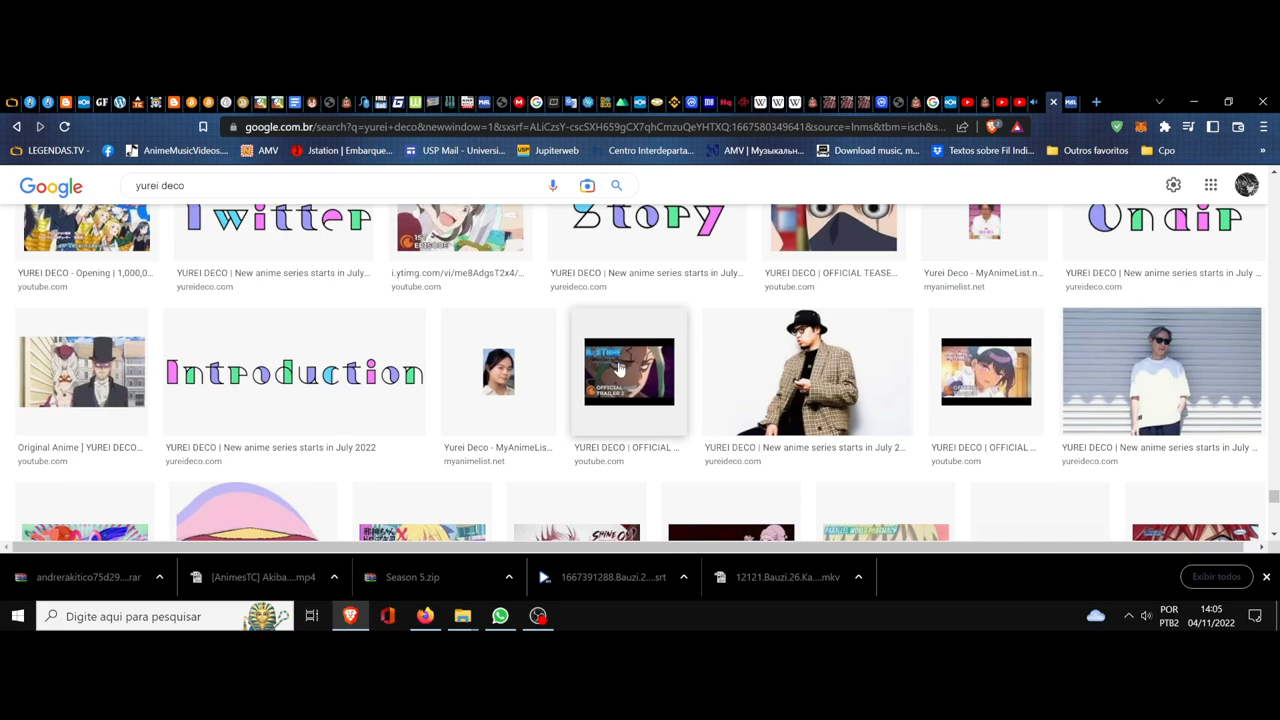 google.com.br/search?q=yurei+deco&newwindow=1&sxsrf=ALiCzsY-cscSXH659gCX7qhCmzuQeYHTXQ:1667580349641&source=lnms&tbm=isch&s...
LEGENDAS.TV - AnimeMusicVideos... AMV Jstation | Embarque... USP Mail - Universi... Jupiterweb Centro Interdeparta... AMV | Музыкальн... Download music, m... Textos sobre Fil Indi... Outros favoritos Cpo »
Google yurei deco
Twitter Story Onair
1ST EPISODE
YUREI DECO - Opening | 1,000,0... YUREI DECO | New anime series starts in July... i.ytimg.com/vi/me8AdgsT2x4/... YUREI DECO | New anime series starts in July... YUREI DECO | OFFICIAL TEASE... Yurei Deco - MyAnimeList.n... YUREI DECO | New anime series starts in July...
youtube.com yureideco.com youtube.com yureideco.com youtube.com myanimelist.net yureideco.com
Introduction
OFFICIAL TRAILER 2
Original Anime ] YUREI DECO... YUREI DECO | New anime series starts in July 2022 Yurei Deco - MyAnimeLis... YUREI DECO | OFFICIAL ... YUREI DECO | New anime series starts in July 2... YUREI DECO | OFFICIAL ... YUREI DECO | New anime series starts in July ...
youtube.com yureideco.com myanimelist.net youtube.com yureideco.com youtube.com yureideco.com
SHINE ON! PARALLEL WORLD PHARMACY
andrerakitico75d29....rar [AnimesTC] Akiba....mp4 Season 5.zip 1667391288.Bauzi.2....srt 12121.Bauzi.26.Ka....mkv Exibir todos
Digite aqui para pesquisar POR 14:05
PTB2 04/11/2022